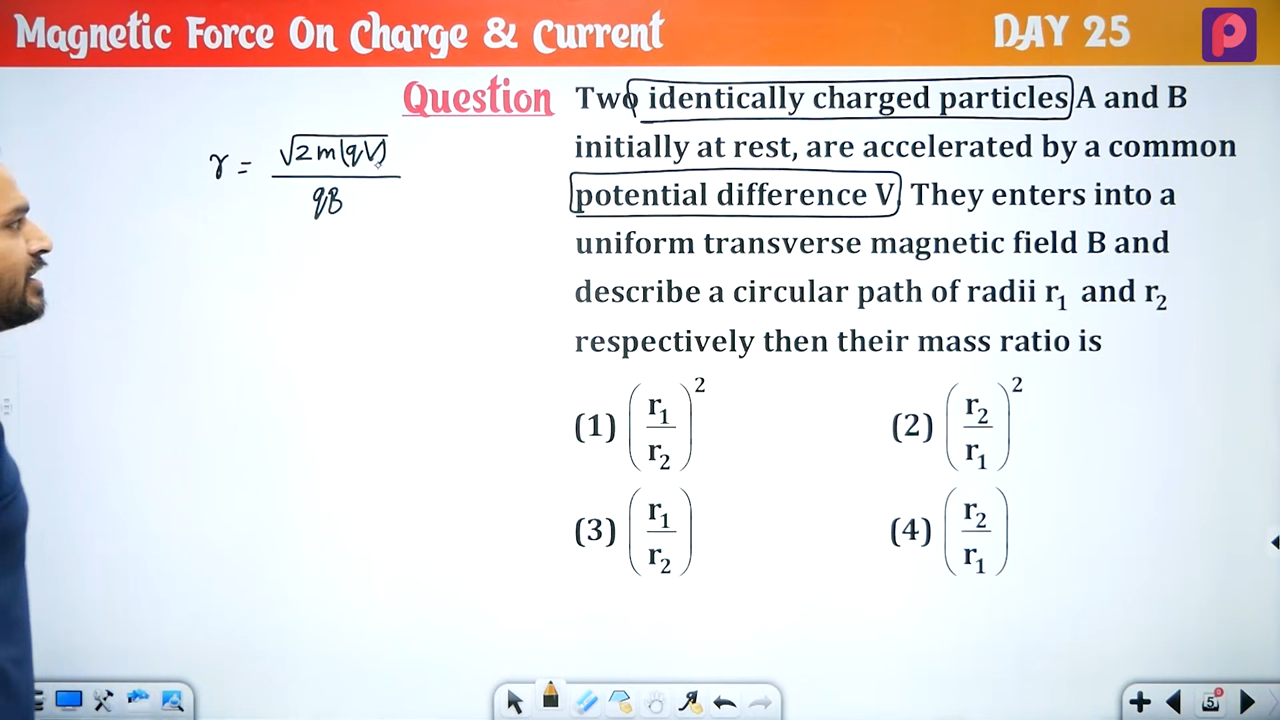 Magnetic Force On Charge & Current
DAY 25
Question Two identically charged particles A and B
initially at rest, are accelerated by a common
potential difference V. They enters into a
uniform transverse magnetic field B and
describe a circular path of radii r₁ and r₂
respectively then their mass ratio is
r = √2m(qV) / qB
(1) (r₁/r₂)²
(2) (r₂/r₁)²
(3) (r₁/r₂)
(4) (r₂/r₁)
5